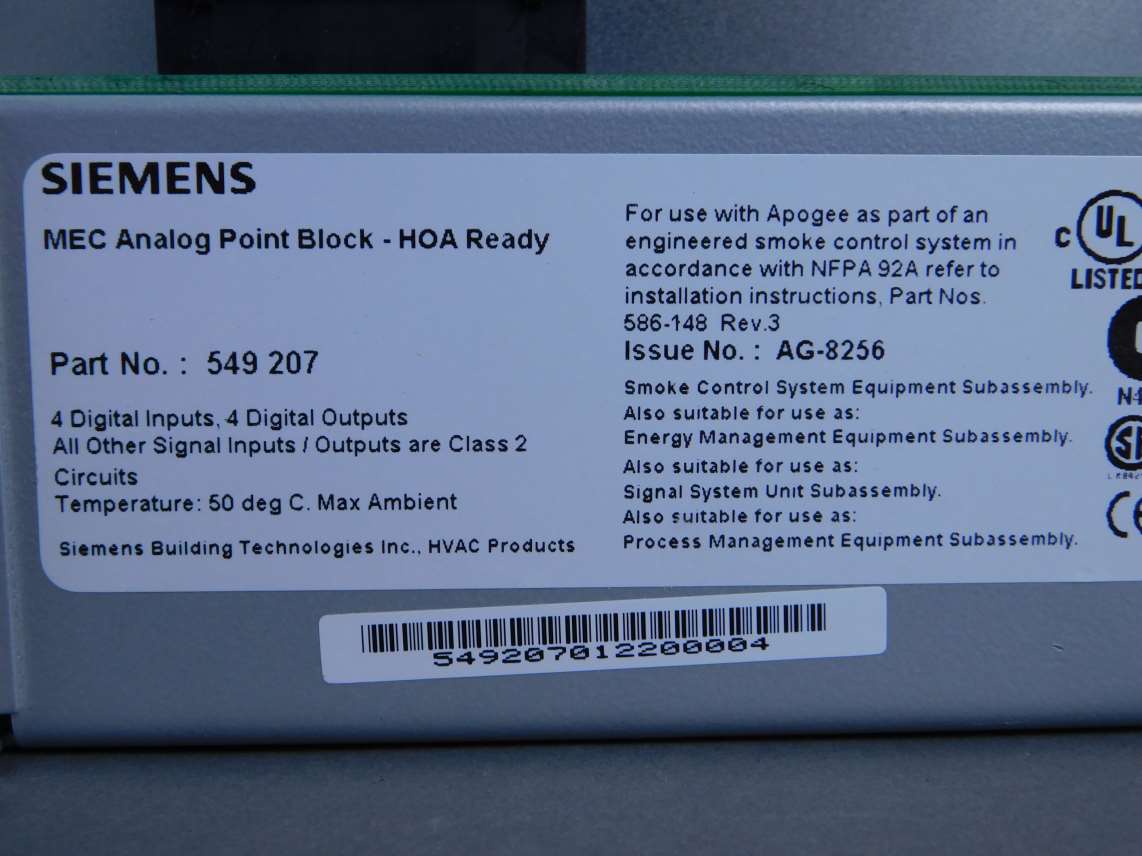 SIEMENS
MEC Analog Point Block - HOA Ready
Part No. : 549 207
4 Digital Inputs, 4 Digital Outputs
All Other Signal Inputs / Outputs are Class 2
Circuits
Temperature: 50 deg C. Max Ambient
Siemens Building Technologies Inc., HVAC Products
For use with Apogee as part of an
engineered smoke control system in
accordance with NFPA 92A refer to
installation instructions, Part Nos.
586-148 Rev.3
Issue No. : AG-8256
Smoke Control System Equipment Subassembly.
Also suitable for use as:
Energy Management Equipment Subassembly.
Also suitable for use as:
Signal System Unit Subassembly.
Also suitable for use as:
Process Management Equipment Subassembly.
C UL
LISTED
CE
549207012200004